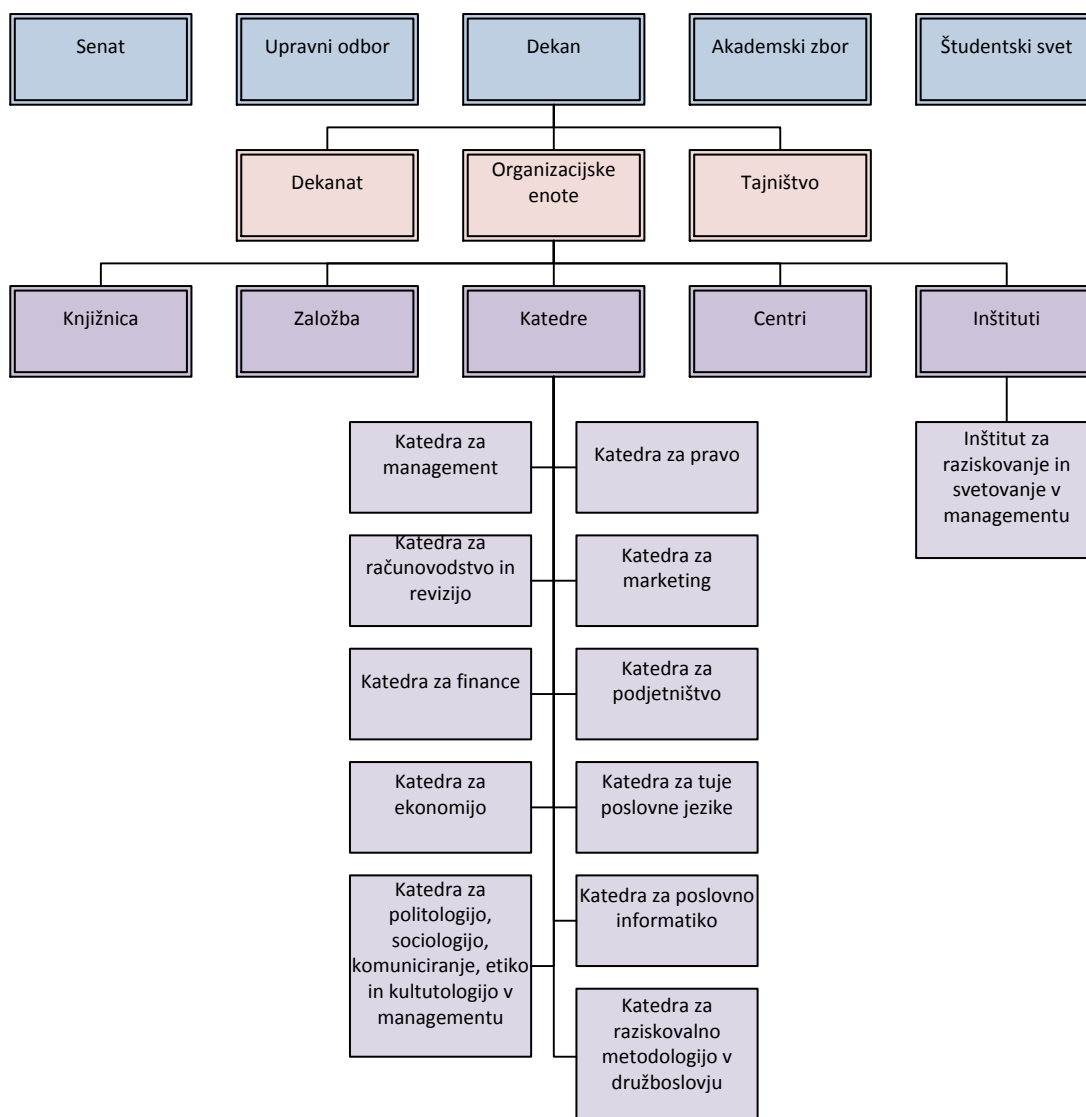 Senat
Upravni odbor
Dekan
Akademski zbor
Študentski svet
Dekanat
Organizacijske
enote
Tajništvo
Knjižnica
Založba
Katedre
Centri
Inštituti
Katedra za
management
Katedra za pravo
Inštitut za
raziskovanje in
svetovanje v
managementu
Katedra za
računovodstvo in
revizijo
Katedra za
marketing
Katedra za finance
Katedra za
podjetništvo
Katedra za
ekonomijo
Katedra za tuje
poslovne jezike
Katedra za
politologijo,
sociologijo,
komuniciranje, etiko
in kultutologijo v
managementu
Katedra za poslovno
informatiko
Katedra za
raziskovalno
metodologijo v
družboslovju